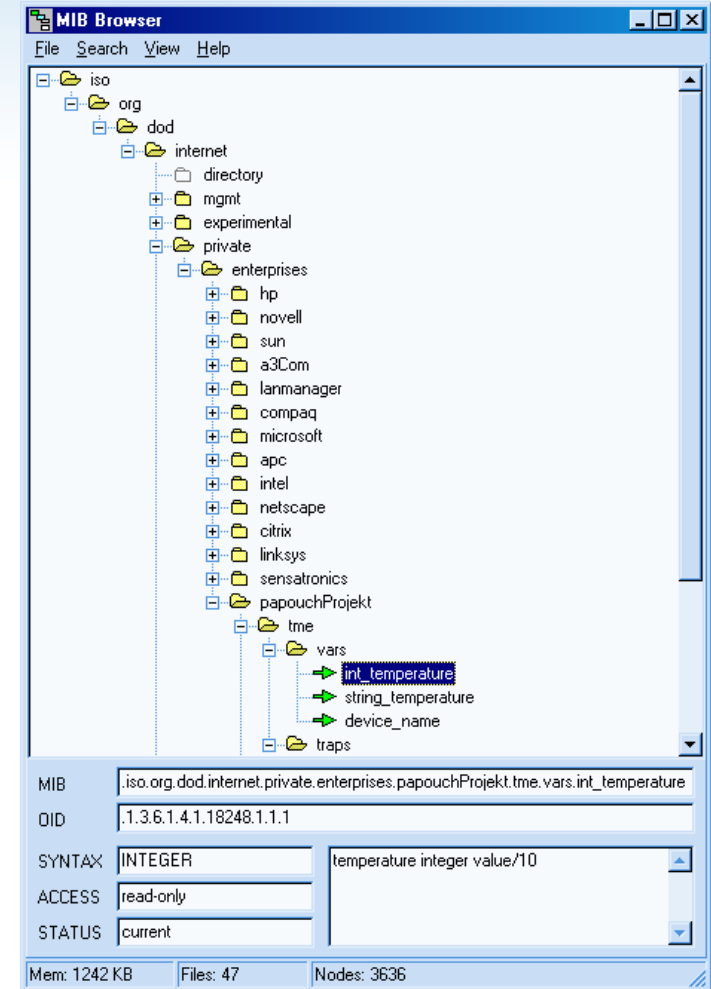 MIB Browser
File Search View Help
iso
org
dod
internet
directory
mgmt
experimental
private
enterprises
hp
novell
sun
a3Com
lanmanager
compaq
microsoft
apc
intel
netscape
citrix
linksys
sensatronics
papouchProjekt
tme
vars
int_temperature
string_temperature
device_name
traps
MIB .iso.org.dod.internet.private.enterprises.papouchProjekt.tme.vars.int_temperature
OID .1.3.6.1.4.1.18248.1.1.1
SYNTAX INTEGER temperature integer value/10
ACCESS read-only
STATUS current
Mem: 1242 KB Files: 47 Nodes: 3636